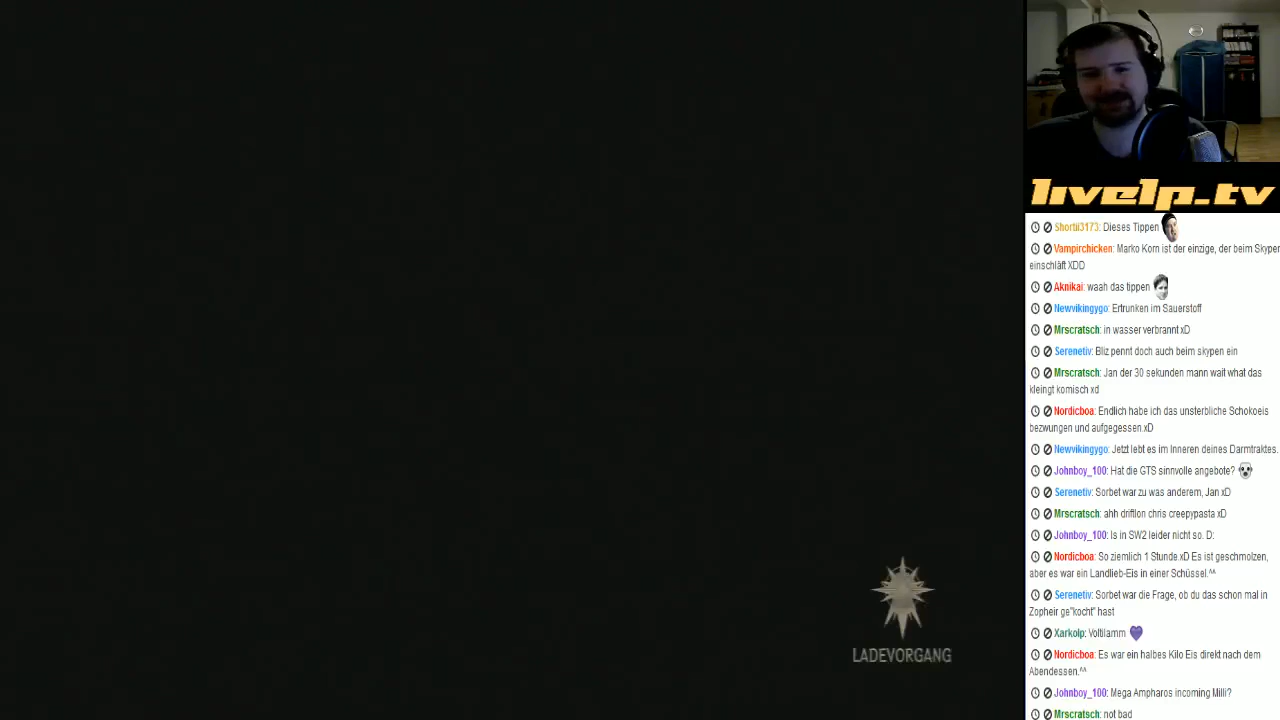 livelp.tv
Shortii3173: Dieses Tippen
Vampirchicken: Marko Korn ist der einzige, der beim Skypen
einschläft XDD
Aknikai: waah das tippen
Newvikingygo: Ertrunken im Sauerstoff
Mrscratsch: in wasser verbrannt xD
Serenetiv: Bliz pennt doch auch beim skypen ein
Mrscratsch: Jan der 30 sekunden mann wait what das
kleingt komisch xd
Nordicboa: Endlich habe ich das unsterbliche Schokoeis
bezwungen und aufgegessen.xD
Newvikingygo: Jetzt lebt es im Inneren deines Darmtraktes.
Johnboy_100: Hat die GTS sinnvolle angebote?
Serenetiv: Sorbet war zu was anderem, Jan xD
Mrscratsch: ahh driftlon chris creepypasta xD
Johnboy_100: Is in SW2 leider nicht so. D:
Nordicboa: So ziemlich 1 Stunde.xD Es ist geschmolzen,
aber es war ein Landlieb-Eis in einer Schüssel.^^
Serenetiv: Sorbet war die Frage, ob du das schon mal in
Zopheir ge"kocht" hast
Xarkolp: Voltilamm
Nordicboa: Es war ein halbes Kilo Eis direkt nach dem
Abendessen.^^
Johnboy_100: Mega Ampharos incoming Milli?
Mrscratsch: not bad
LADEVORGANG